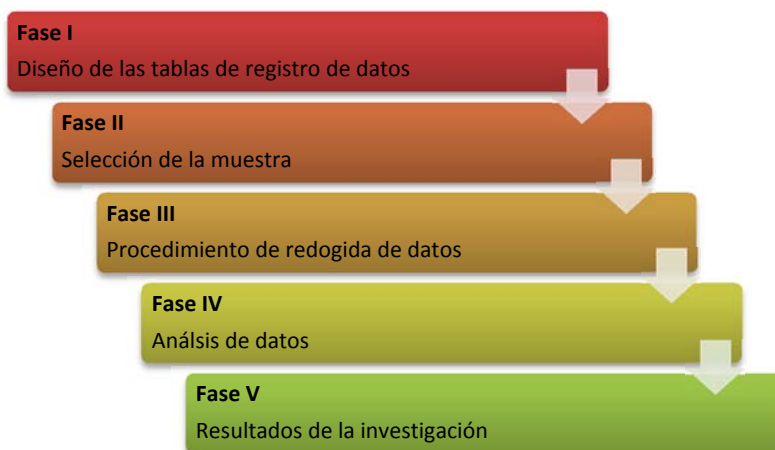 Fase I
Diseño de las tablas de registro de datos
Fase II
Selección de la muestra
Fase III
Procedimiento de redogida de datos
Fase IV
Análsis de datos
Fase V
Resultados de la investigación